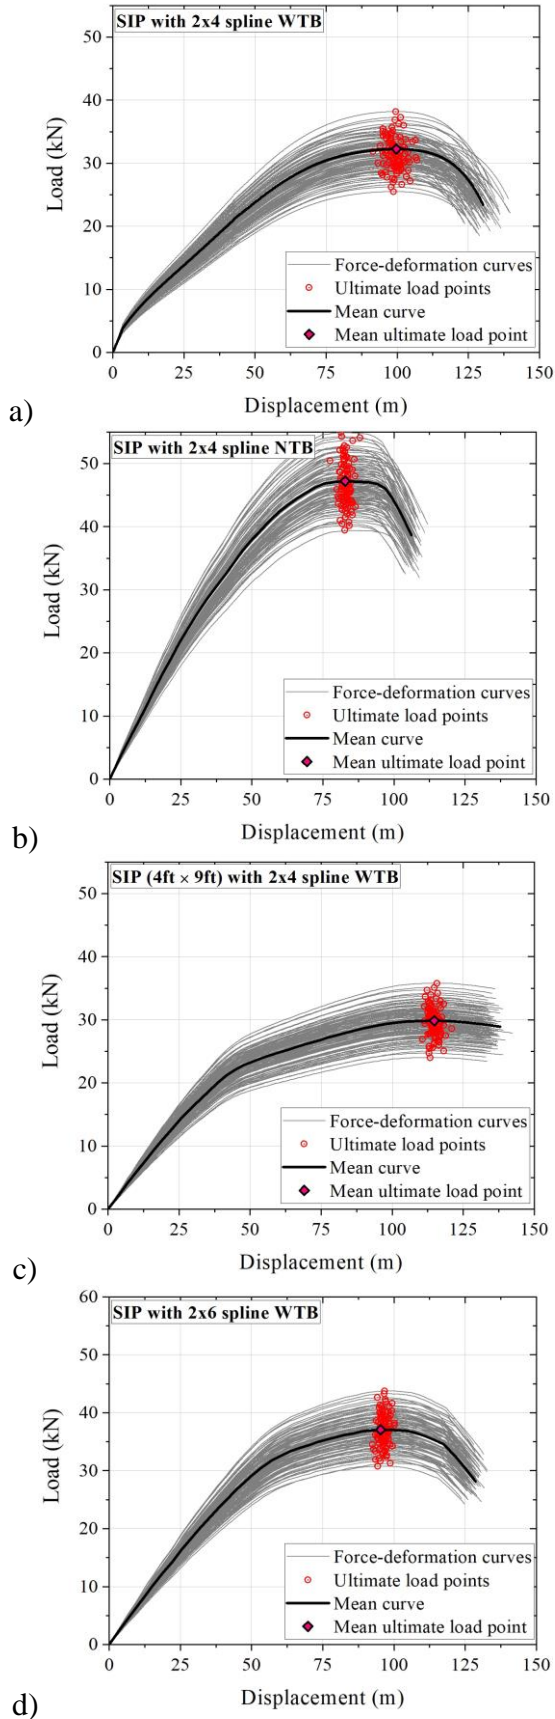 SIP with 2x4 spline WTB
50
40
30
20
10
0
Load (kN)
Force-deformation curves
Ultimate load points
Mean curve
Mean ultimate load point
0 25 50 75 100 125 150
Displacement (m)
a)
SIP with 2x4 spline NTB
50
40
30
20
10
0
Load (kN)
Force-deformation curves
Ultimate load points
Mean curve
Mean ultimate load point
0 25 50 75 100 125 150
Displacement (m)
b)
SIP (4ft × 9ft) with 2x4 spline WTB
50
40
30
20
10
0
Load (kN)
Force-deformation curves
Ultimate load points
Mean curve
Mean ultimate load point
0 25 50 75 100 125 150
Displacement (m)
c)
SIP with 2x6 spline WTB
60
50
40
30
20
10
0
Load (kN)
Force-deformation curves
Ultimate load points
Mean curve
Mean ultimate load point
0 25 50 75 100 125 150
Displacement (m)
d)